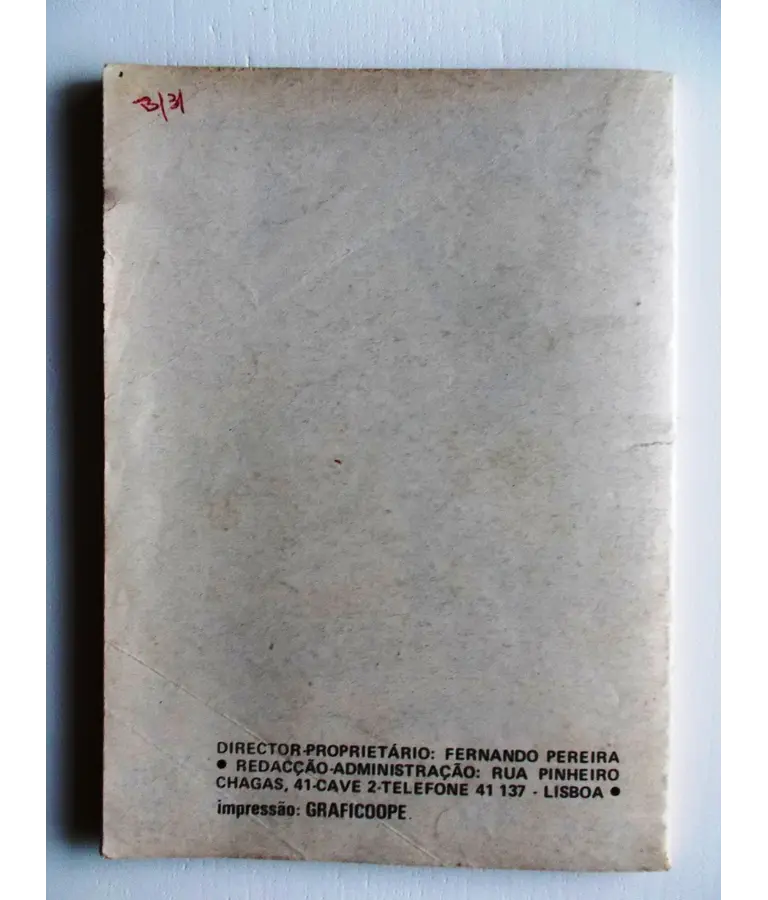 B/31
DIRECTOR-PROPRIETÁRIO: FERNANDO PEREIRA
● REDACÇÃO-ADMINISTRAÇÃO: RUA PINHEIRO
CHAGAS, 41-CAVE 2-TELEFONE 41 137 - LISBOA ●
impressão: GRAFICOOPE.